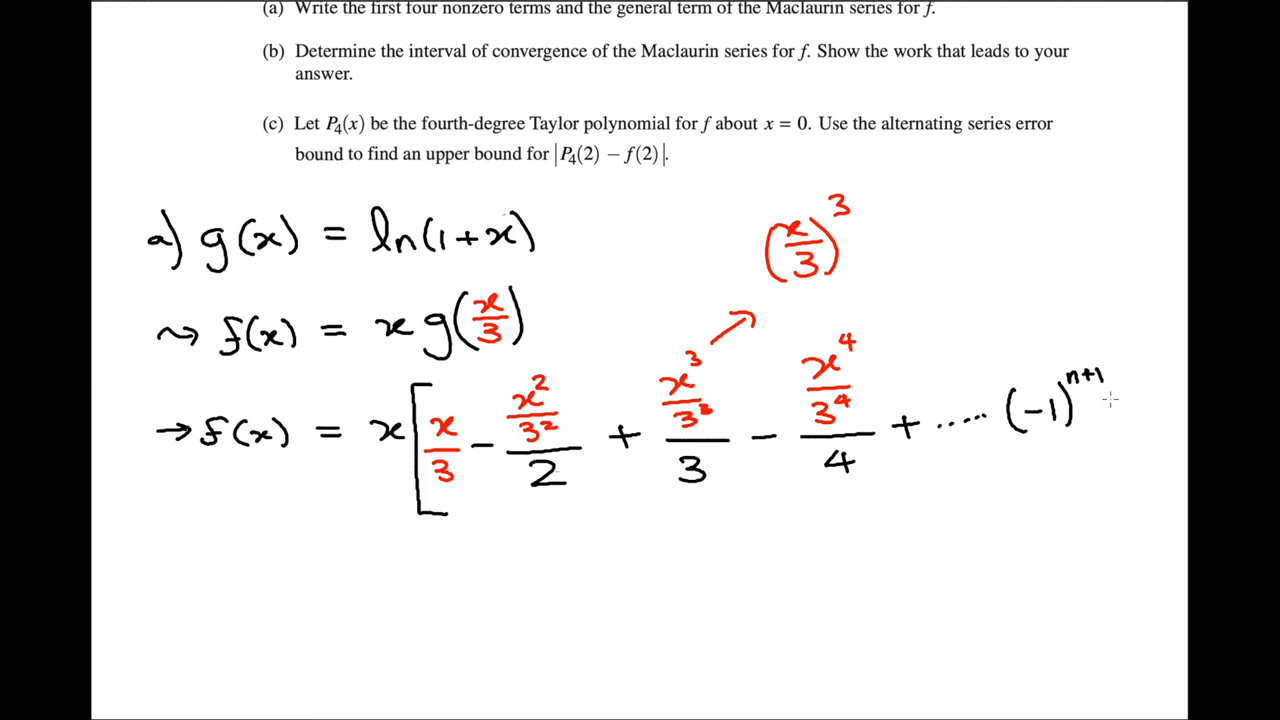 (a) Write the first four nonzero terms and the general term of the Maclaurin series for f.
(b) Determine the interval of convergence of the Maclaurin series for f. Show the work that leads to your
answer.
(c) Let P₄(x) be the fourth-degree Taylor polynomial for f about x = 0. Use the alternating series error
bound to find an upper bound for |P₄(2) − f(2)|.
a) g(x) = ln(1+x)
(x/3)^3
⇝ f(x) = x g(x/3)
→ f(x) = x[x/3 − (x^2/3^2)/2 + (x^3/3^3)/3 − (x^4/3^4)/4 + ..... (−1)^(n+1)